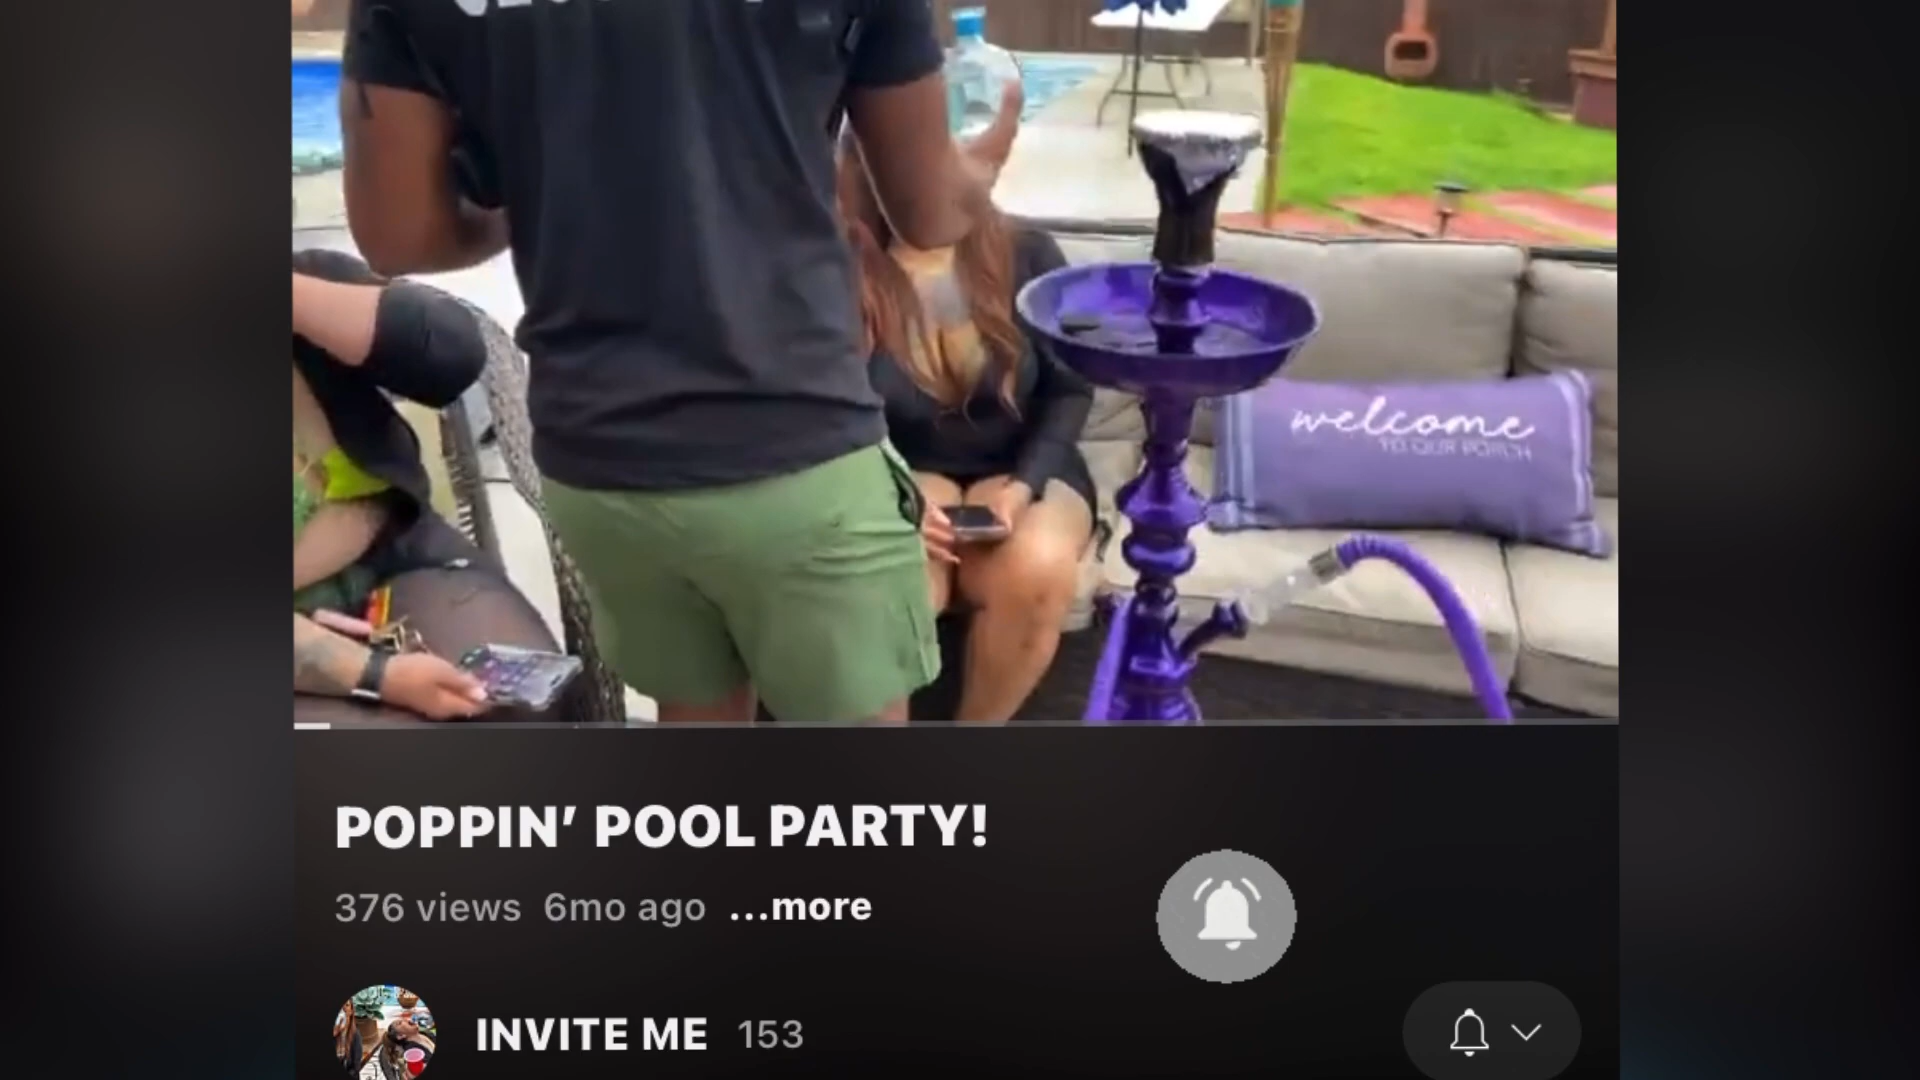 welcome
TO OUR PORCH
POPPIN' POOL PARTY!
376 views 6mo ago ...more
INVITE ME 153